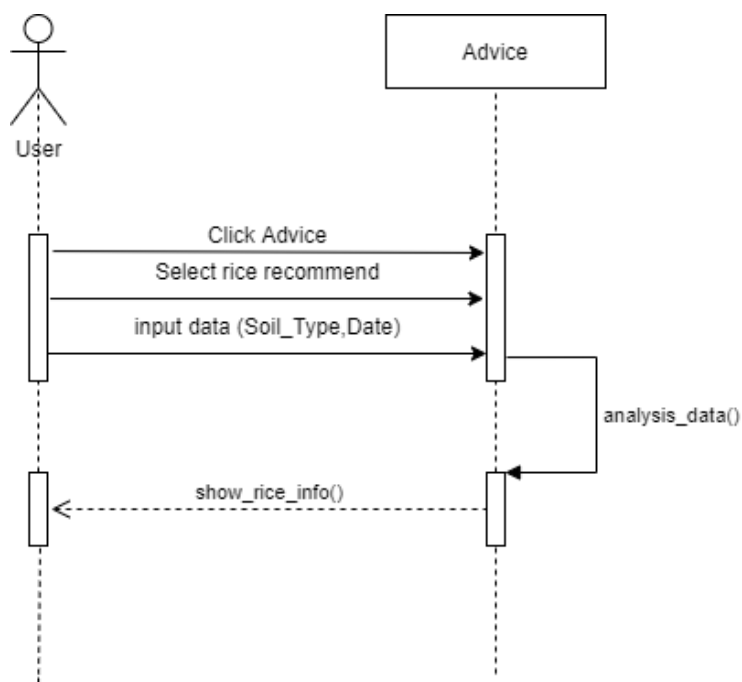 Advice
User
Click Advice
Select rice recommend
input data (Soil_Type,Date)
analysis_data()
show_rice_info()